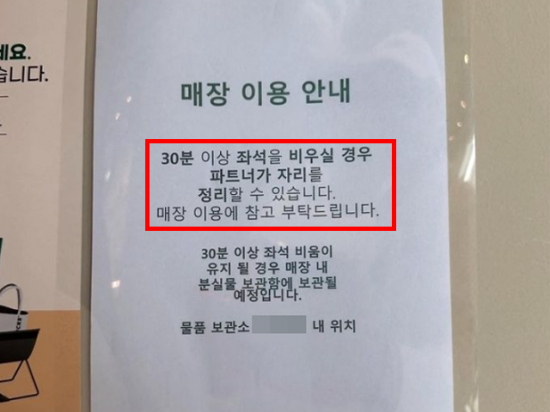 세요.
습니다.
매장 이용 안내
30분 이상 좌석을 비우실 경우
파트너가 자리를
정리할 수 있습니다.
매장 이용에 참고 부탁드립니다.
30분 이상 좌석 비움이
유지 될 경우 매장 내
분실물 보관함에 보관될
예정입니다.
물품 보관소 내 위치